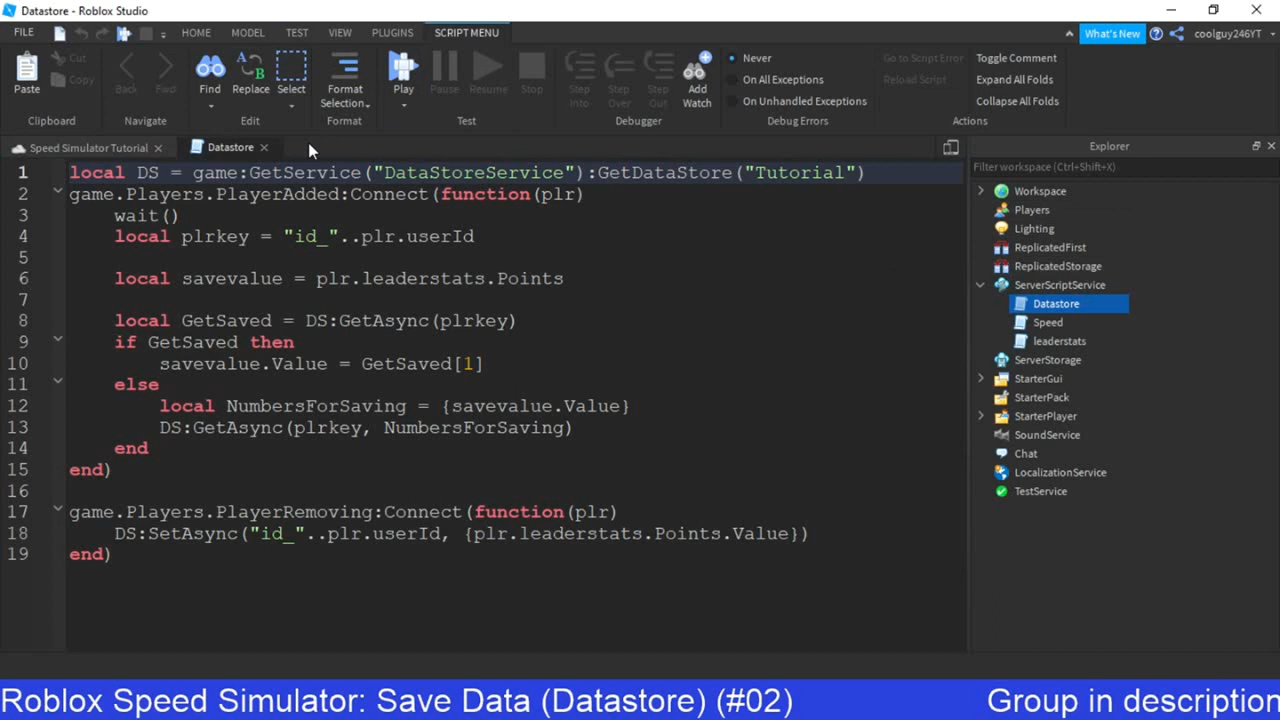 Datastore - Roblox Studio
FILE HOME MODEL TEST VIEW PLUGINS SCRIPT MENU What's New coolguy246YT
Paste Cut Copy Back Fwd Find Replace Select Format Selection Play Pause Resume Stop Step Into Step Over Step Out Add Watch Never On All Exceptions On Unhandled Exceptions Go to Script Error Reload Script Toggle Comment Expand All Folds Collapse All Folds
Clipboard Navigate Edit Format Test Debugger Debug Errors Actions
Speed Simulator Tutorial Datastore
1 local DS = game:GetService("DataStoreService"):GetDataStore("Tutorial")
2 game.Players.PlayerAdded:Connect(function(plr)
3 wait()
4 local plrkey = "id_"..plr.userId
5
6 local savevalue = plr.leaderstats.Points
7
8 local GetSaved = DS:GetAsync(plrkey)
9 if GetSaved then
10 savevalue.Value = GetSaved[1]
11 else
12 local NumbersForSaving = {savevalue.Value}
13 DS:GetAsync(plrkey, NumbersForSaving)
14 end
15 end)
16
17 game.Players.PlayerRemoving:Connect(function(plr)
18 DS:SetAsync("id_"..plr.userId, {plr.leaderstats.Points.Value})
19 end)
Explorer
Filter workspace (Ctrl+Shift+X)
Workspace
Players
Lighting
ReplicatedFirst
ReplicatedStorage
ServerScriptService
Datastore
Speed
leaderstats
ServerStorage
StarterGui
StarterPack
StarterPlayer
SoundService
Chat
LocalizationService
TestService
Roblox Speed Simulator: Save Data (Datastore) (#02) Group in description